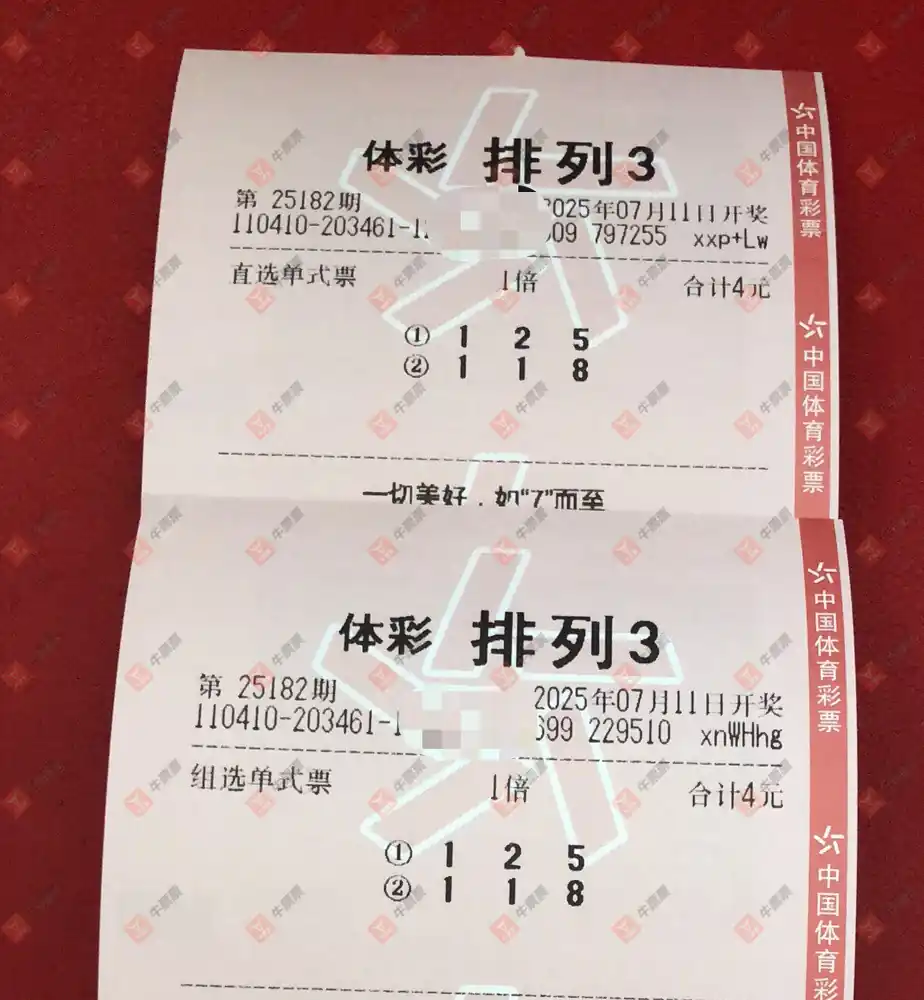 体彩 排列3
第 25182期 2025年07月11日开奖
110410-203461-1 09 797255 xxp+Lw
直选单式票 1倍 合计4元
① 1 2 5
② 1 1 8
一切美好,如“7”而至
中国体育彩票
中国体育彩票
体彩 排列3
第 25182期 2025年07月11日开奖
110410-203461-1 699 229510 xnWHhg
组选单式票 1倍 合计4元
① 1 2 5
② 1 1 8
中国体育彩票
中国体育彩
牛票票